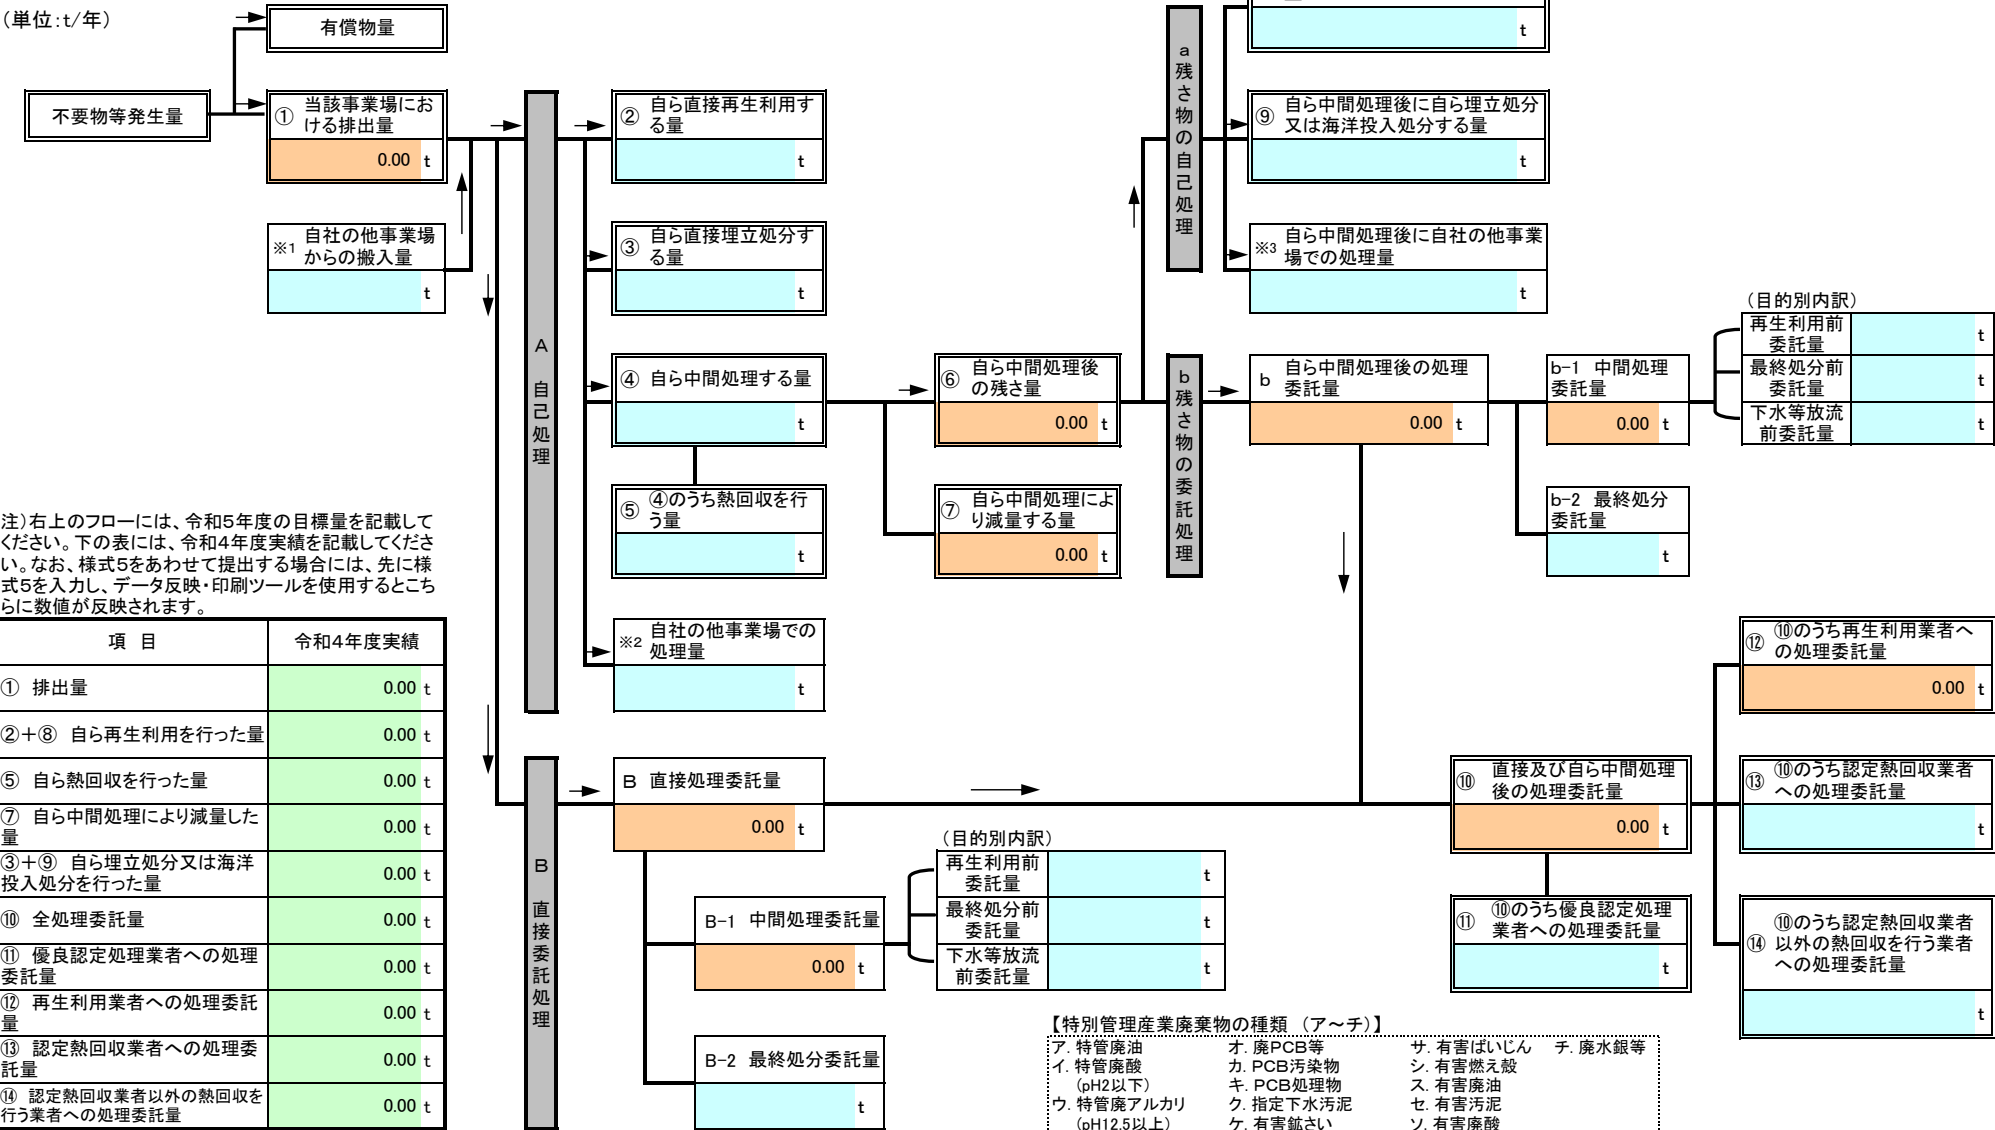 (単位:t/年)
有償物量
不要物等発生量
① 当該事業場にお
ける排出量
0.00 t
※1 自社の他事業場
からの搬入量
t
A 自己処理
② 自ら直接再生利用す
る量
t
③ 自ら直接埋立処分す
る量
t
④ 自ら中間処理する量
t
⑤ ④のうち熱回収を行
う量
t
※2 自社の他事業場での
処理量
t
⑥ 自ら中間処理後
の残さ量
0.00 t
⑦ 自ら中間処理によ
り減量する量
0.00 t
a 残さ物の自己処理
t
⑨ 自ら中間処理後に自ら埋立処分
又は海洋投入処分する量
t
※3 自ら中間処理後に自社の他事業
場での処理量
t
b 残さ物の委託処理
b 自ら中間処理後の処理
委託量
0.00 t
b-1 中間処理
委託量
0.00 t
(目的別内訳)
再生利用前
委託量
t
最終処分前
委託量
t
下水等放流
前委託量
t
b-2 最終処分
委託量
t
注)右上のフローには、令和5年度の目標量を記載して
ください。下の表には、令和4年度実績を記載してくださ
い。なお、様式5をあわせて提出する場合には、先に様
式5を入力し、データ反映・印刷ツールを使用するとこち
らに数値が反映されます。
項 目 令和4年度実績
① 排出量 0.00 t
②+⑧ 自ら再生利用を行った量 0.00 t
⑤ 自ら熱回収を行った量 0.00 t
⑦ 自ら中間処理により減量した
量 0.00 t
③+⑨ 自ら埋立処分又は海洋
投入処分を行った量 0.00 t
⑩ 全処理委託量 0.00 t
⑪ 優良認定処理業者への処理
委託量 0.00 t
⑫ 再生利用業者への処理委託
量 0.00 t
⑬ 認定熱回収業者への処理委
託量 0.00 t
⑭ 認定熱回収業者以外の熱回収を
行う業者への処理委託量 0.00 t
B 直接委託処理
B 直接処理委託量
0.00 t
B-1 中間処理委託量
0.00 t
(目的別内訳)
再生利用前
委託量
t
最終処分前
委託量
t
下水等放流
前委託量
t
B-2 最終処分委託量
t
⑩ 直接及び自ら中間処理
後の処理委託量
0.00 t
⑪ ⑩のうち優良認定処理
業者への処理委託量
t
⑫ ⑩のうち再生利用業者へ
の処理委託量
0.00 t
⑬ ⑩のうち認定熱回収業者
への処理委託量
t
⑭ ⑩のうち認定熱回収業者
以外の熱回収を行う業者
への処理委託量
t
【特別管理産業廃棄物の種類 (ア~チ)】
ア. 特管廃油 オ. 廃PCB等 サ. 有害ばいじん チ. 廃水銀等
イ. 特管廃酸 カ. PCB汚染物 シ. 有害燃え殻
(pH2以下) キ. PCB処理物 ス. 有害廃油
ウ. 特管廃アルカリ ク. 指定下水汚泥 セ. 有害汚泥
(pH12.5以上) ケ. 有害鉱さい ソ. 有害廃酸